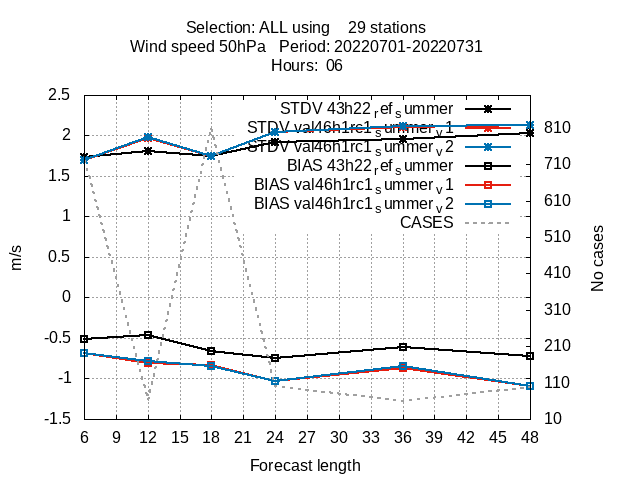 Selection: ALL using    29 stations
Wind speed 50hPa   Period: 20220701-20220731
Hours:  06
2.5
2
1.5
1
0.5
0
-0.5
-1
-1.5
m/s
STDV 43h22ref_summer
STDV val46h1rc1_summer_v1
STDV val46h1rc1_summer_v2
BIAS 43h22ref_summer
BIAS val46h1rc1_summer_v1
BIAS val46h1rc1_summer_v2
CASES
810
710
610
510
410
310
210
110
10
No cases
6 9 12 15 18 21 24 27 30 33 36 39 42 45 48
Forecast length